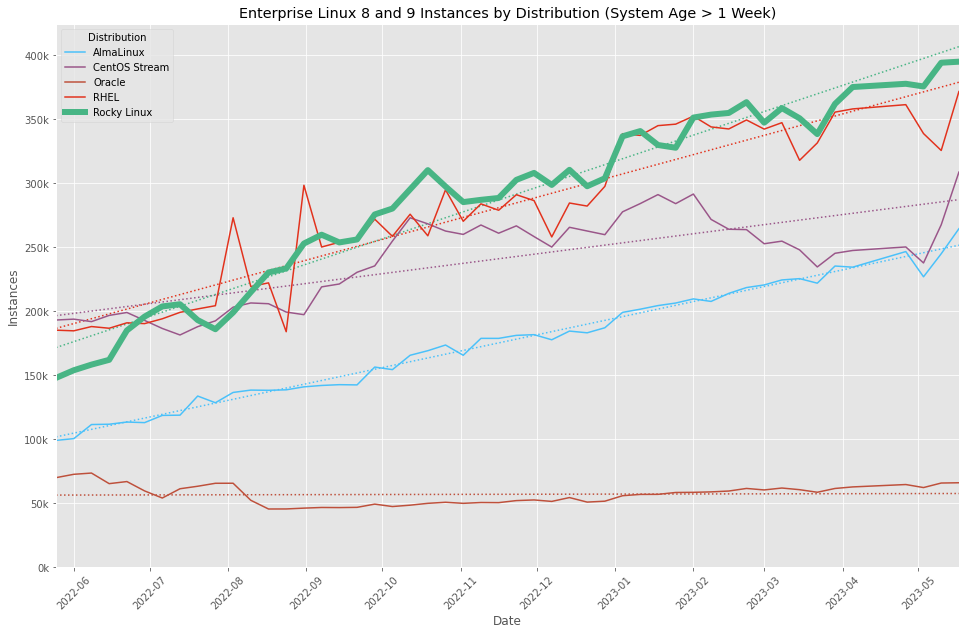 Enterprise Linux 8 and 9 Instances by Distribution (System Age > 1 Week)
Distribution
AlmaLinux
CentOS Stream
Oracle
RHEL
Rocky Linux
400k
350k
300k
250k
200k
150k
100k
50k
0k
Instances
2022-06
2022-07
2022-08
2022-09
2022-10
2022-11
2022-12
2023-01
2023-02
2023-03
2023-04
2023-05
Date